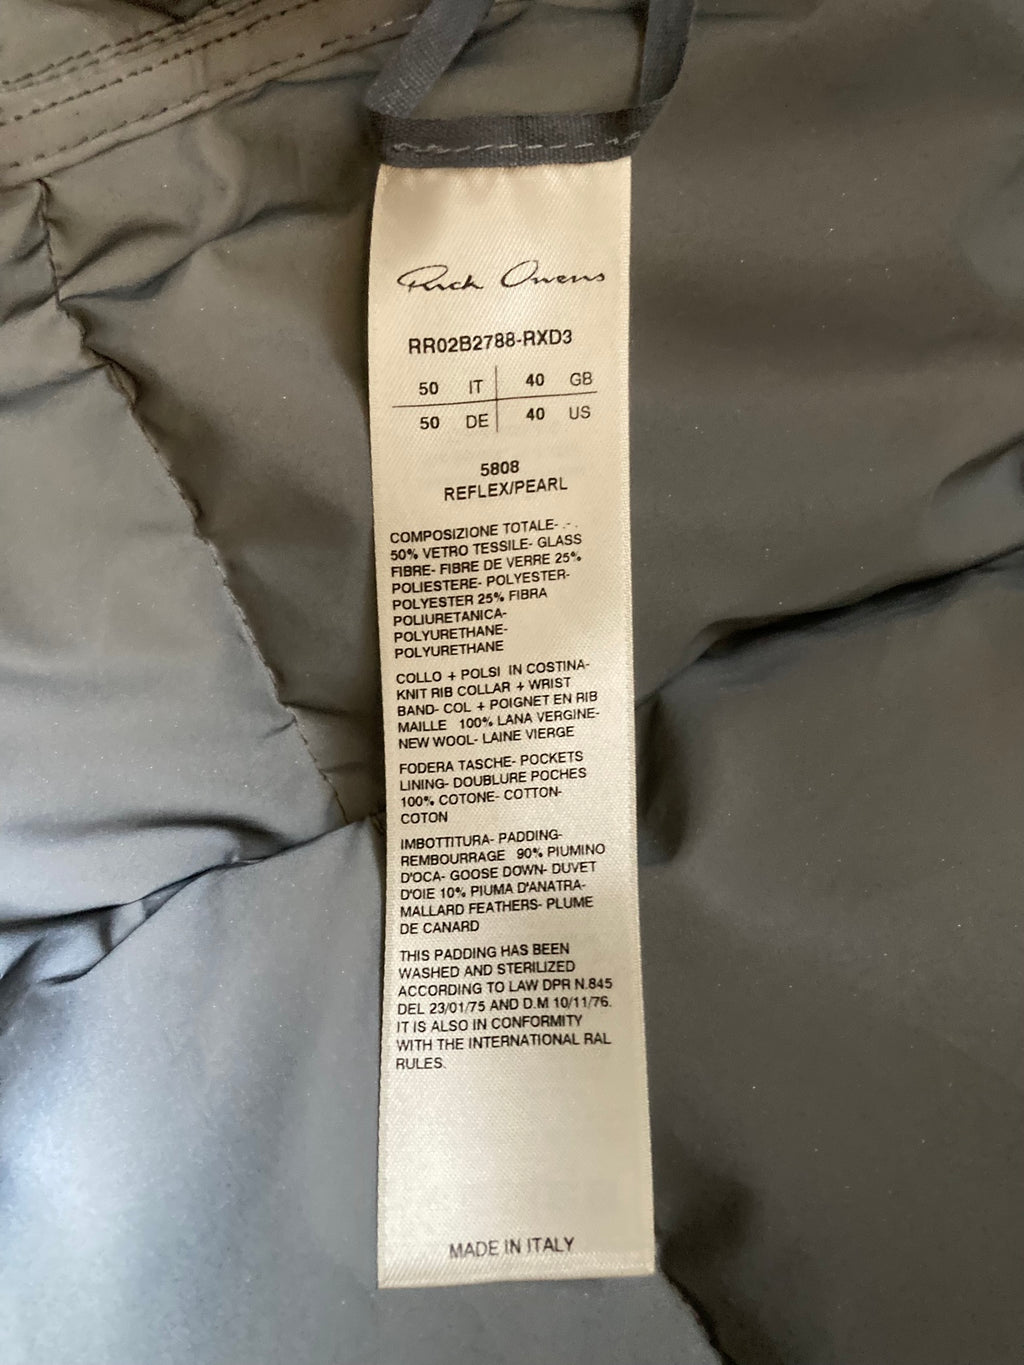 Rick Owens
RR02B2788-RXD3
50 IT 40 GB
50 DE 40 US
5808
REFLEX/PEARL
COMPOSIZIONE TOTALE- .- .
50% VETRO TESSILE- GLASS
FIBRE- FIBRE DE VERRE 25%
POLIESTERE- POLYESTER-
POLYESTER 25% FIBRA
POLIURETANICA-
POLYURETHANE-
POLYURETHANE
COLLO + POLSI IN COSTINA-
KNIT RIB COLLAR + WRIST
BAND- COL + POIGNET EN RIB
MAILLE 100% LANA VERGINE-
NEW WOOL- LAINE VIERGE
FODERA TASCHE- POCKETS
LINING- DOUBLURE POCHES
100% COTONE- COTTON-
COTON
IMBOTTITURA- PADDING-
REMBOURRAGE 90% PIUMINO
D'OCA- GOOSE DOWN- DUVET
D'OIE 10% PIUMA D'ANATRA-
MALLARD FEATHERS- PLUME
DE CANARD
THIS PADDING HAS BEEN
WASHED AND STERILIZED
ACCORDING TO LAW DPR N.845
DEL 23/01/75 AND D.M 10/11/76.
IT IS ALSO IN CONFORMITY
WITH THE INTERNATIONAL RAL
RULES.
MADE IN ITALY